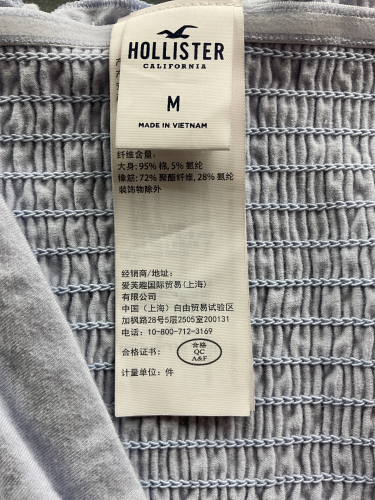 HOLLISTER
CALIFORNIA
M
MADE IN VIETNAM
纤维含量:
大身: 95% 棉, 5% 氨纶
橡筋: 72% 聚酯纤维, 28% 氨纶
装饰物除外
经销商/地址:
爱芙趣国际贸易(上海)
有限公司
中国（上海）自由贸易试验区
加枫路28号5层2505室200131
电话: 10-800-712-3169
合格证书:
合格
QC
A&F
计量单位: 件